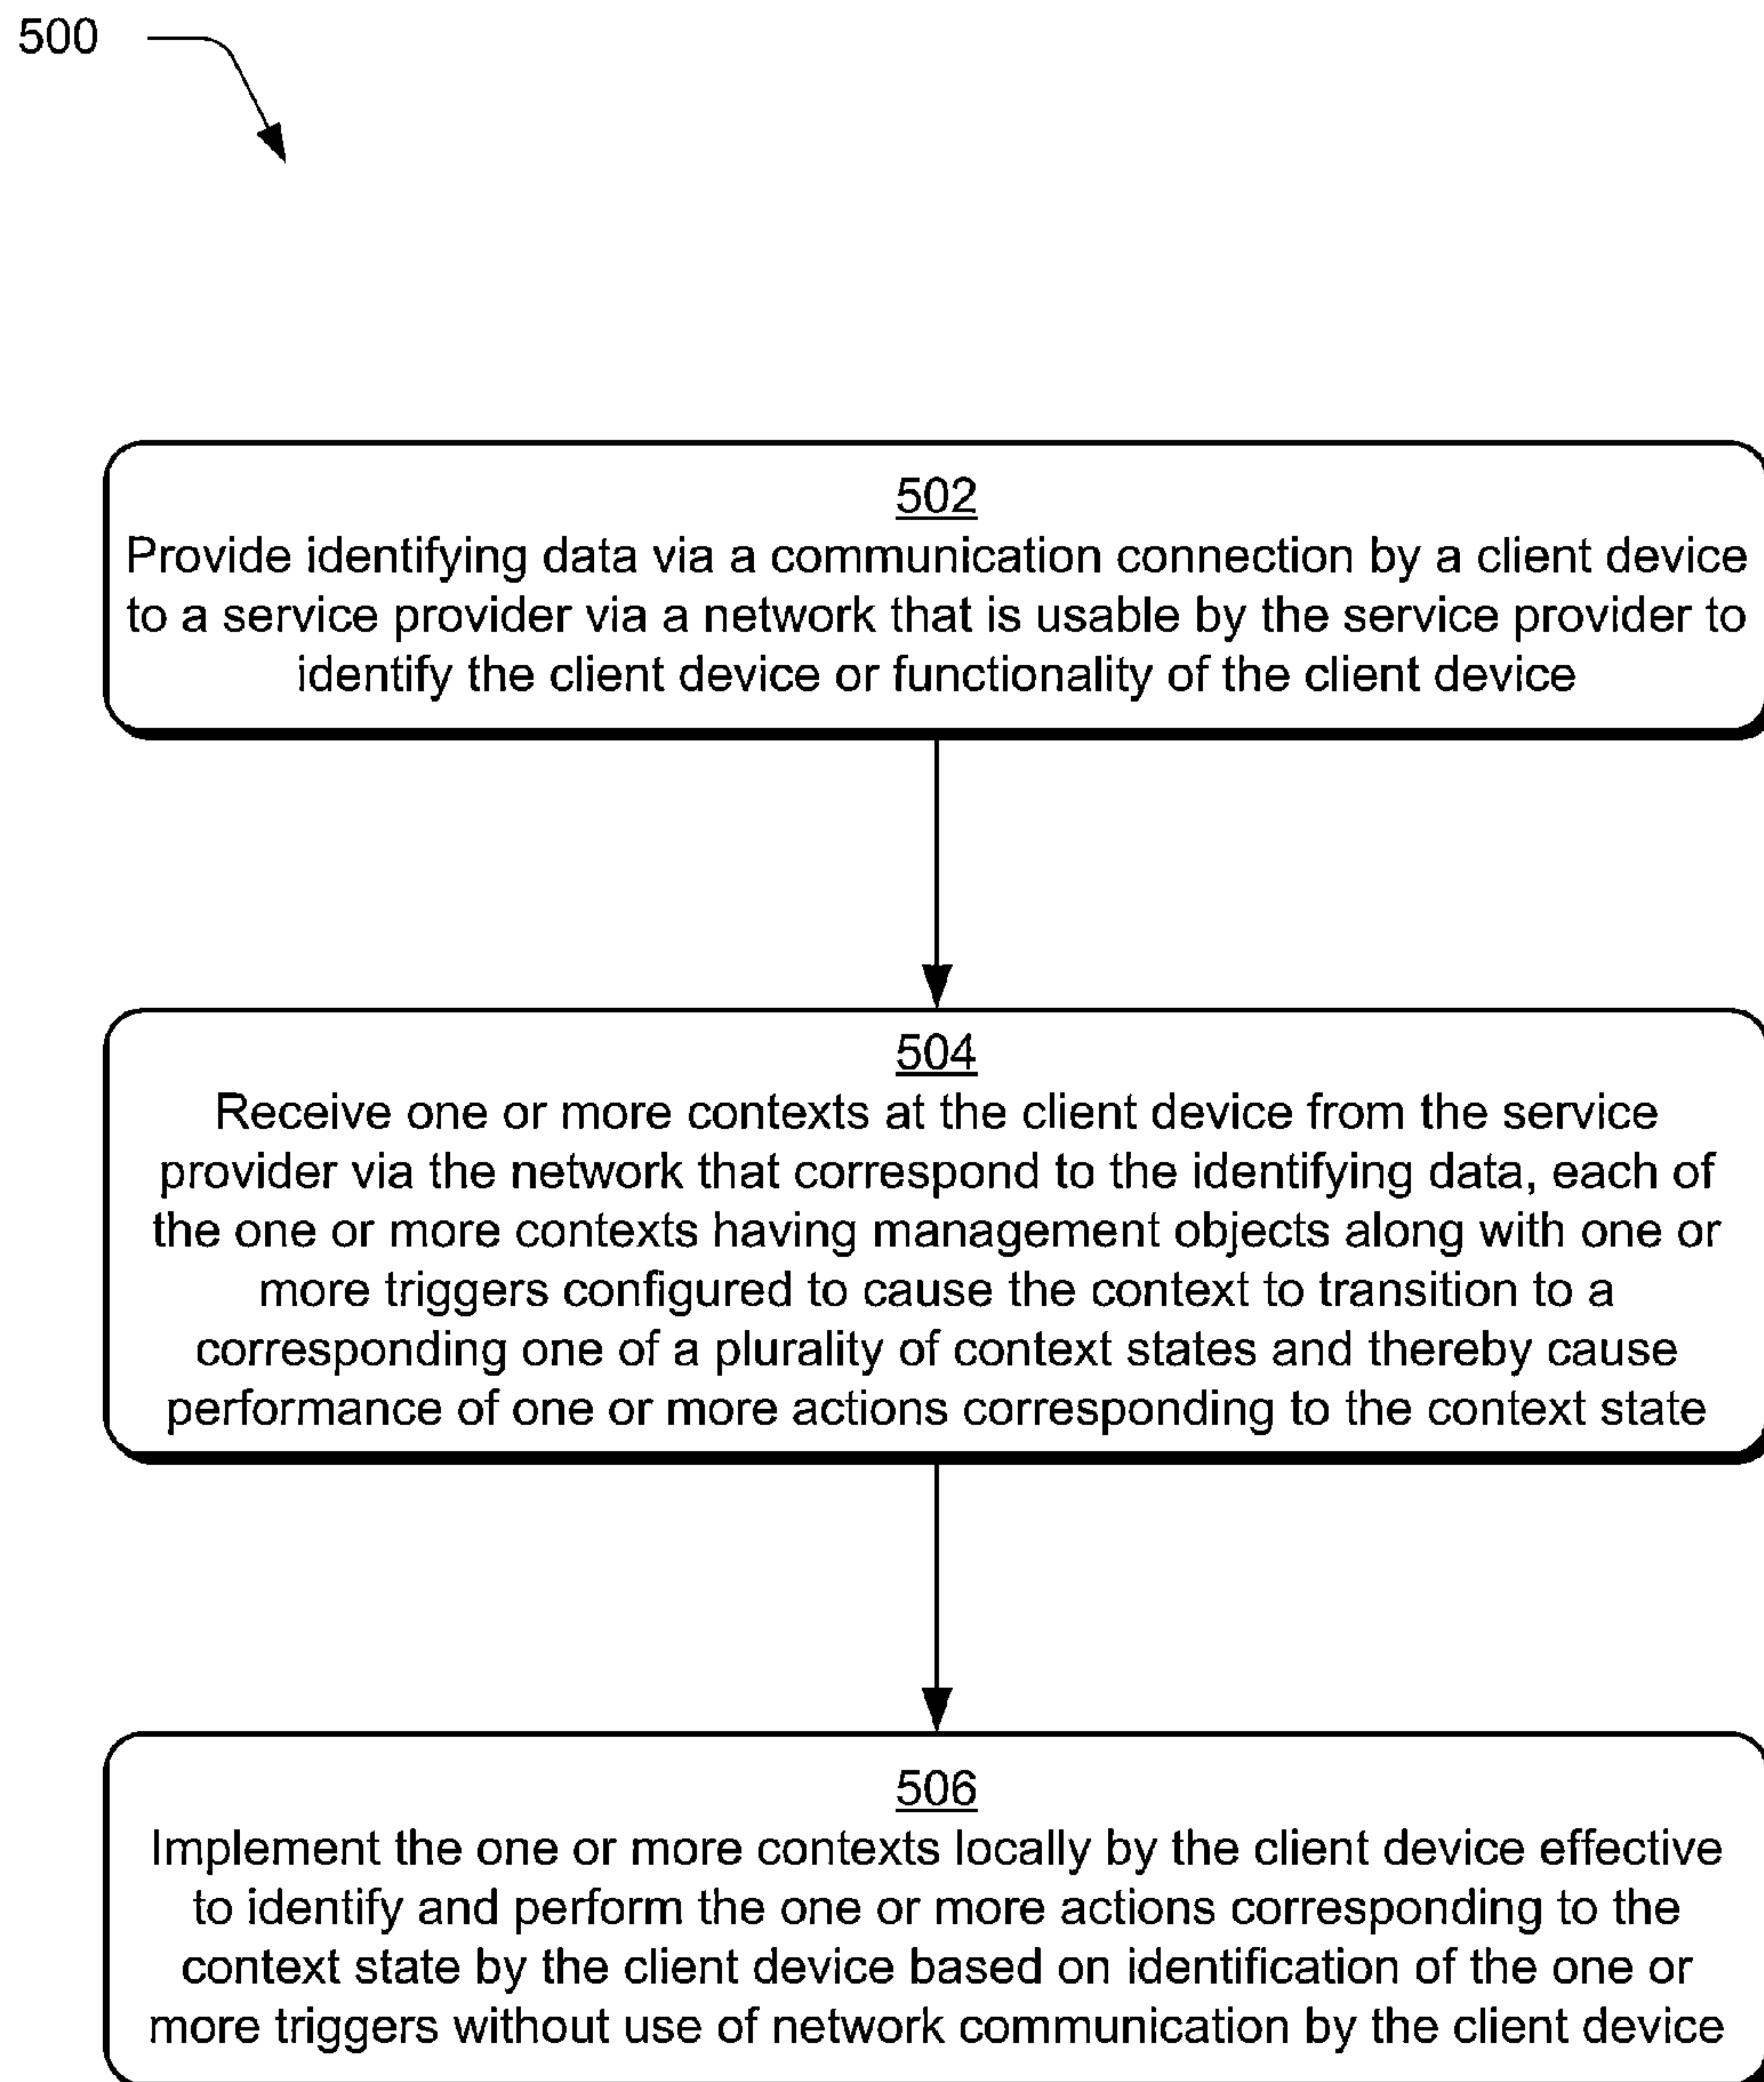 500
502
Provide identifying data via a communication connection by a client device
to a service provider via a network that is usable by the service provider to
identify the client device or functionality of the client device
504
Receive one or more contexts at the client device from the service
provider via the network that correspond to the identifying data, each of
the one or more contexts having management objects along with one or
more triggers configured to cause the context to transition to a
corresponding one of a plurality of context states and thereby cause
performance of one or more actions corresponding to the context state
506
Implement the one or more contexts locally by the client device effective
to identify and perform the one or more actions corresponding to the
context state by the client device based on identification of the one or
more triggers without use of network communication by the client device